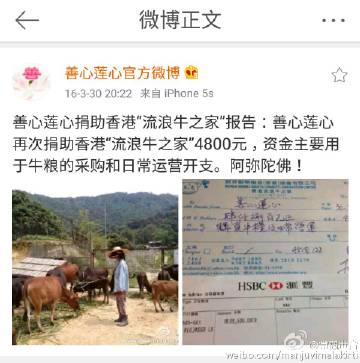 微博正文
善心莲心官方微博
16-3-30 20:22 来自 iPhone 5s
善心莲心捐助香港“流浪牛之家”报告：善心莲心
再次捐助香港“流浪牛之家”4800元，资金主要用
于牛粮的采购和日常运营开支。阿弥陀佛！
HSBC 滙豐
weibo.com/manjuvimalakirti